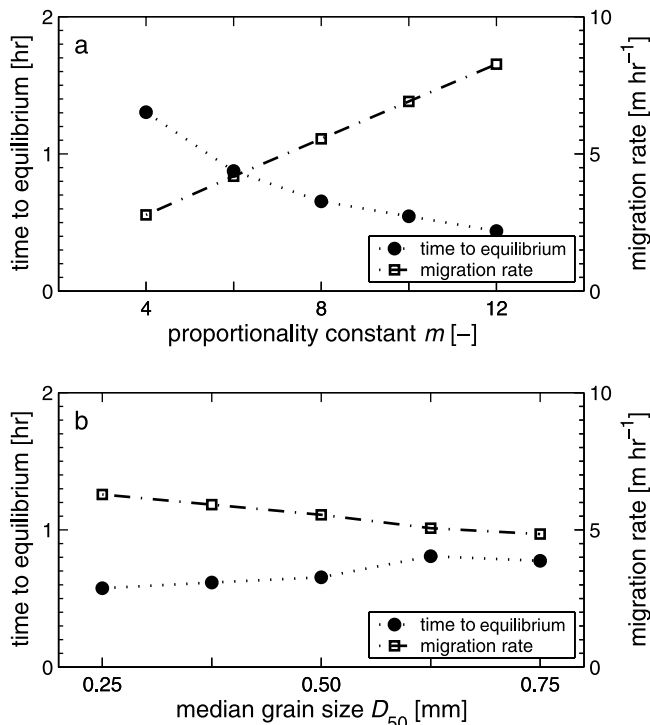 a
2
1
0
10
5
0
time to equilibrium [hr]
migration rate [m hr⁻¹]
time to equilibrium
migration rate
4
6
8
10
12
proportionality constant m [–]
b
2
1
0
10
5
0
time to equilibrium [hr]
migration rate [m hr⁻¹]
time to equilibrium
migration rate
0.25
0.50
0.75
median grain size D₅₀ [mm]